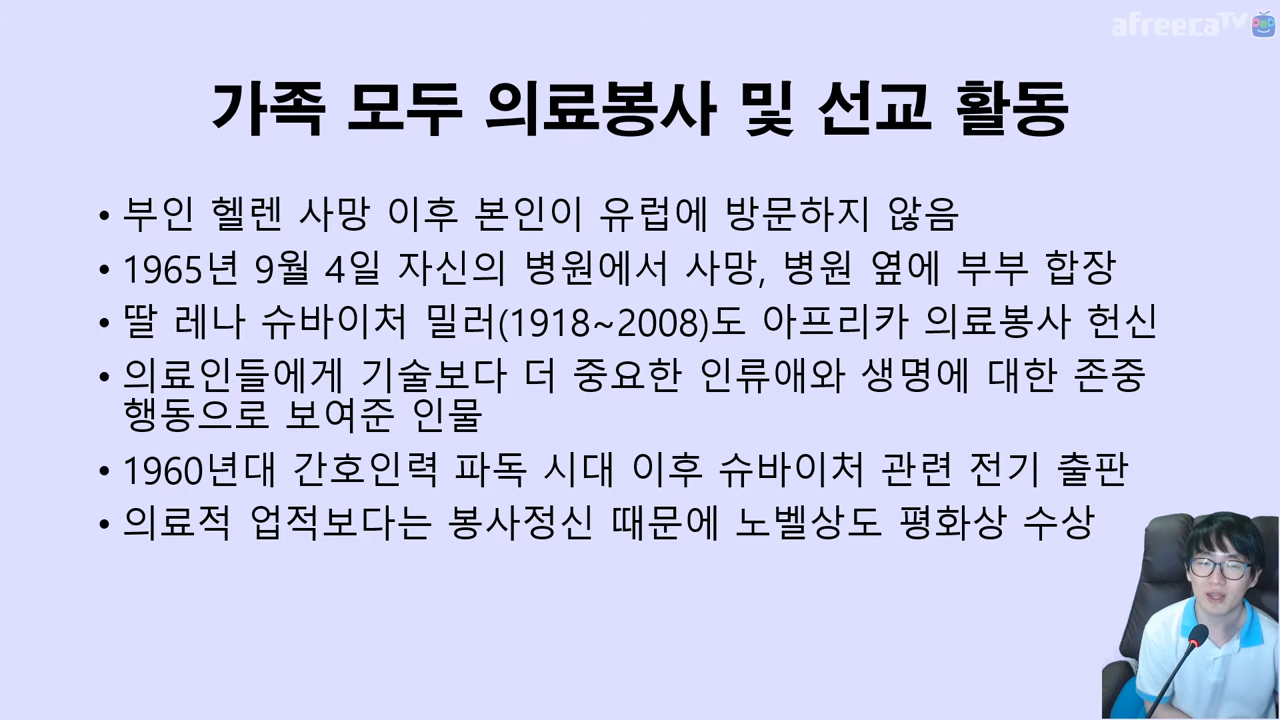 afreecaTV
가족 모두 의료봉사 및 선교 활동
• 부인 헬렌 사망 이후 본인이 유럽에 방문하지 않음
• 1965년 9월 4일 자신의 병원에서 사망, 병원 옆에 부부 합장
• 딸 레나 슈바이처 밀러(1918~2008)도 아프리카 의료봉사 헌신
• 의료인들에게 기술보다 더 중요한 인류애와 생명에 대한 존중
행동으로 보여준 인물
• 1960년대 간호인력 파독 시대 이후 슈바이처 관련 전기 출판
• 의료적 업적보다는 봉사정신 때문에 노벨상도 평화상 수상